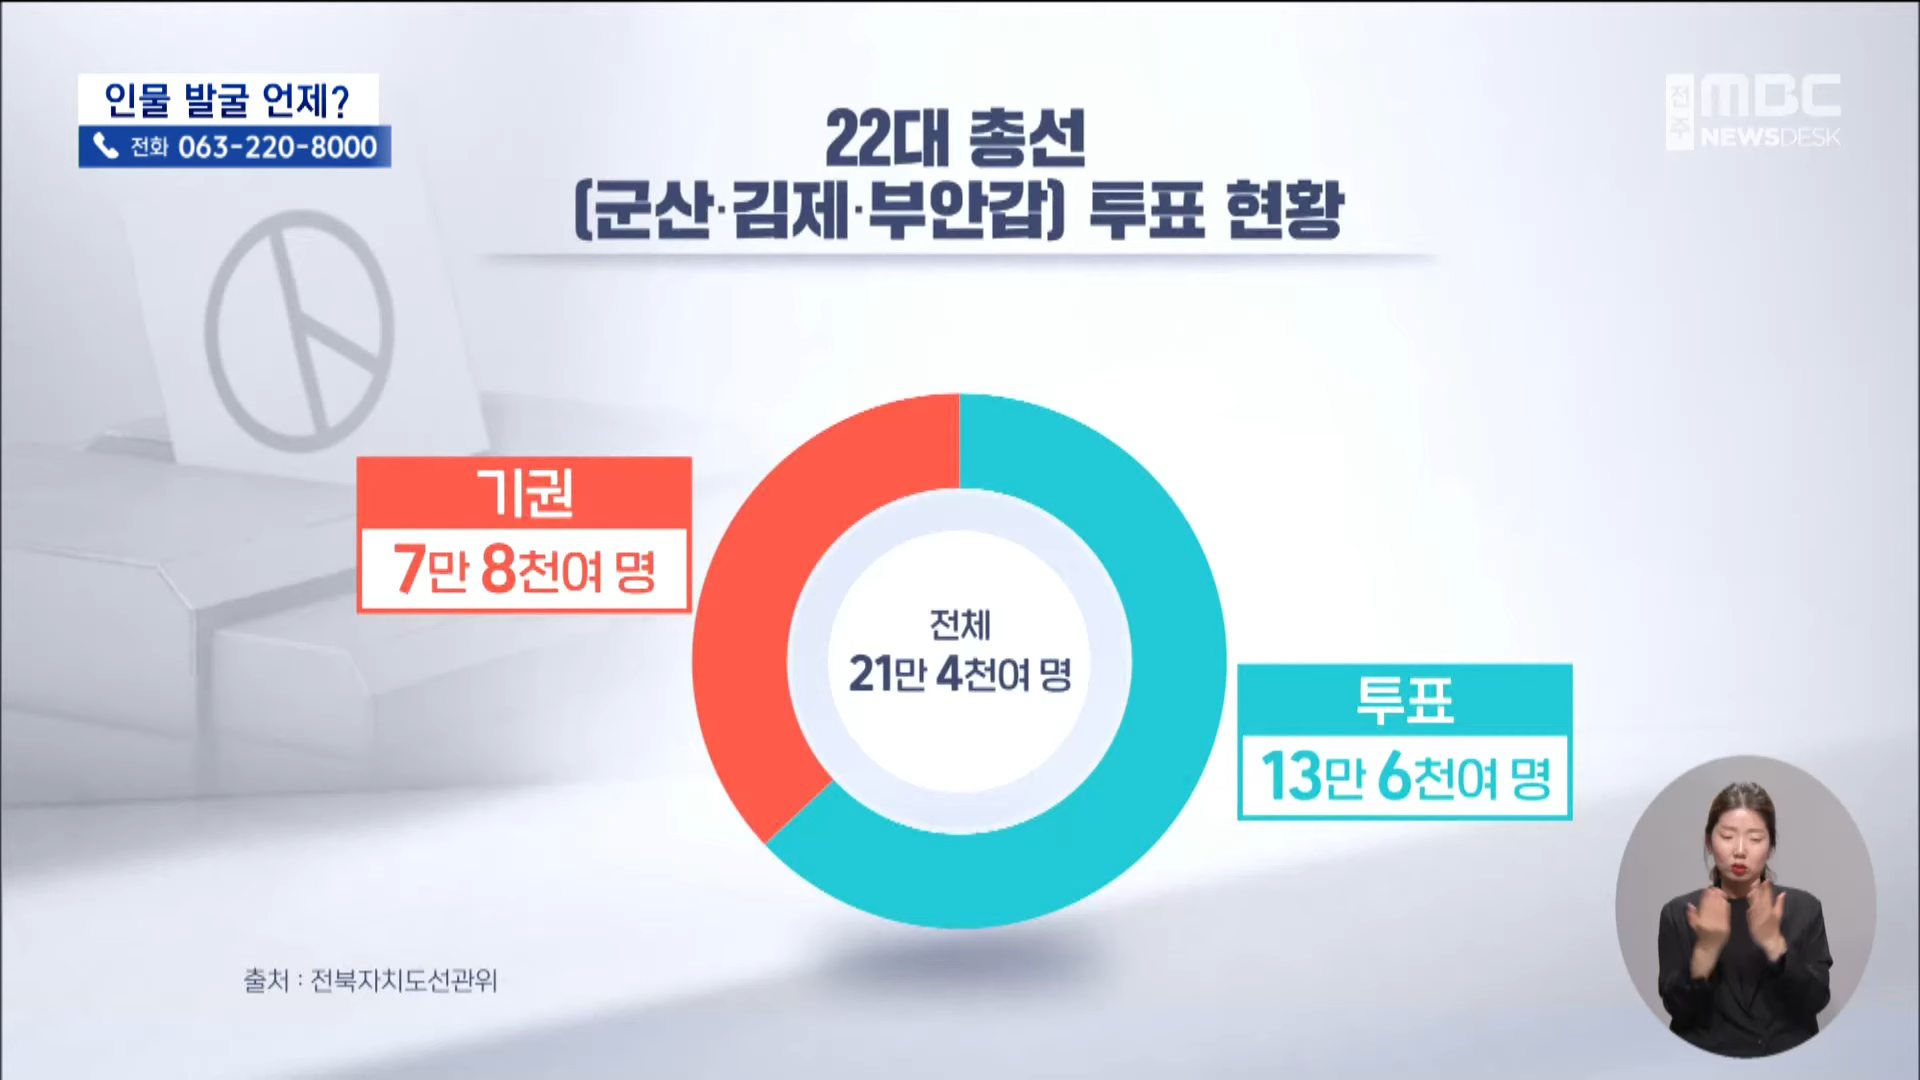 인물 발굴 언제?
전화 063-220-8000
전주 MBC
NEWSDESK
22대 총선
(군산·김제·부안갑) 투표 현황
기권
7만 8천여 명
전체
21만 4천여 명
투표
13만 6천여 명
출처 : 전북자치도선관위